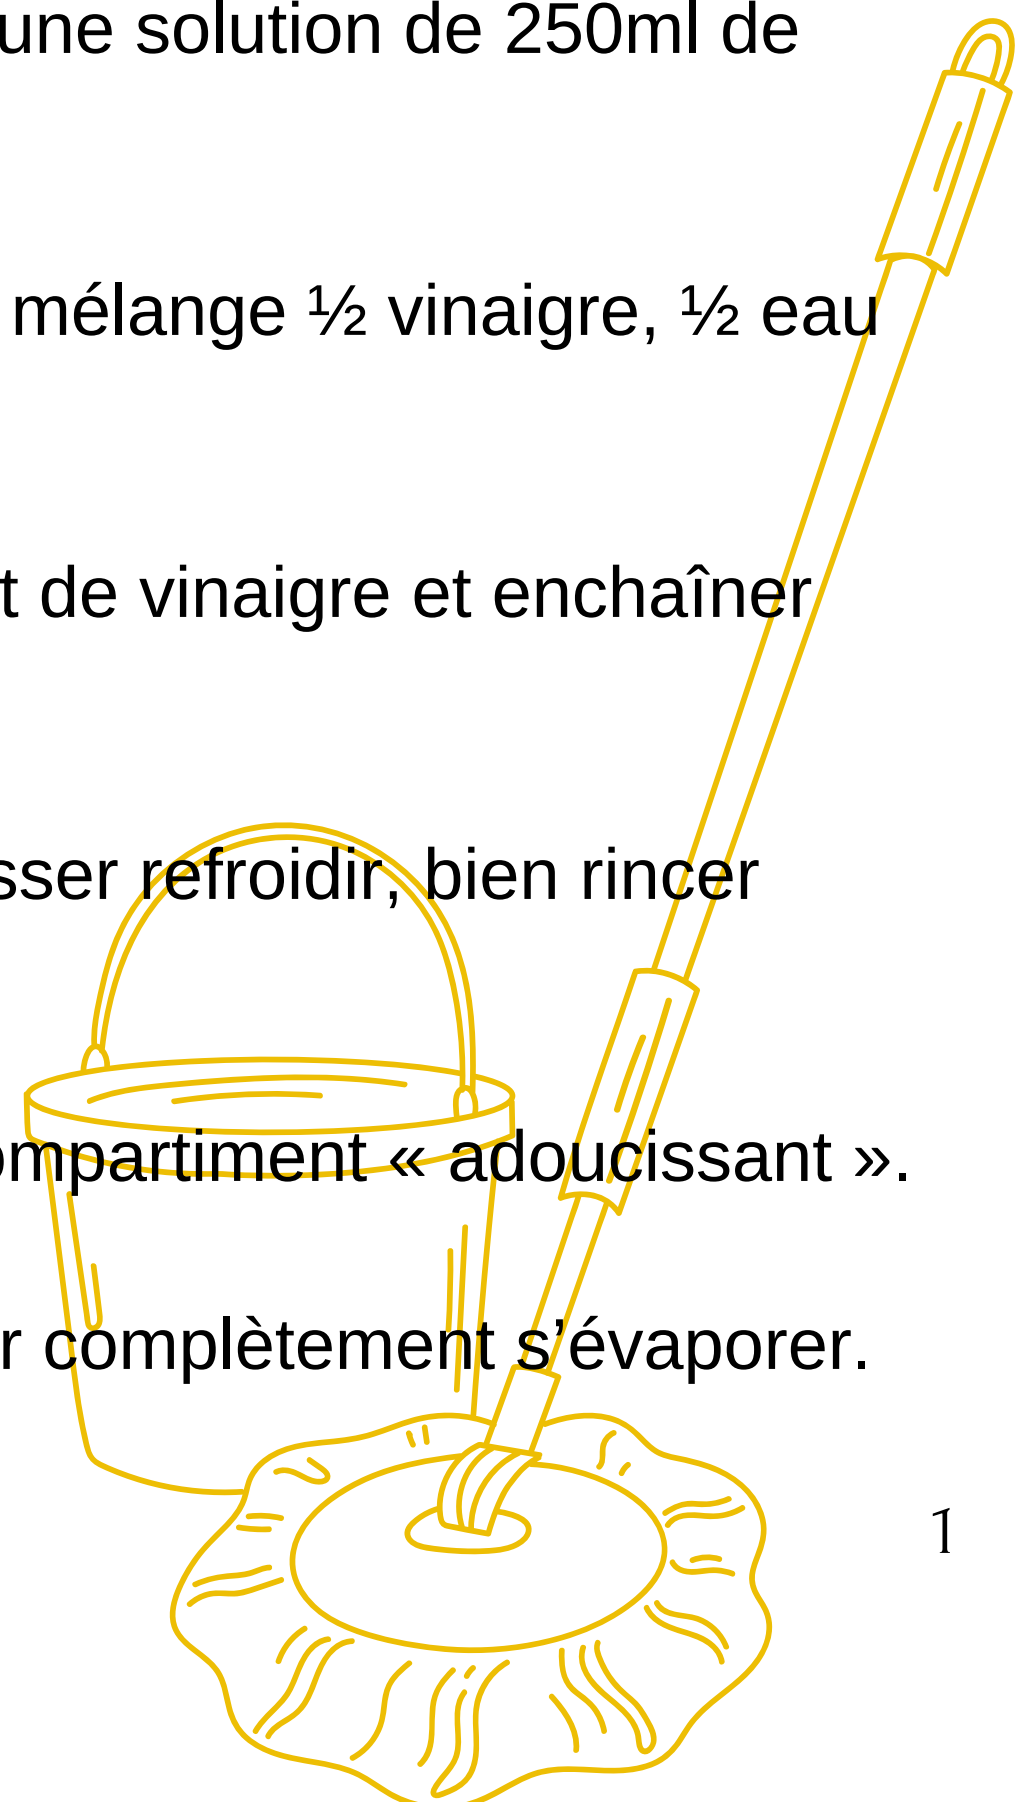 une solution de 250ml de
mélange ½ vinaigre, ½ eau
t de vinaigre et enchaîner
sser refroidir, bien rincer
ompartiment « adoucissant ».
r complètement s’évaporer.
1